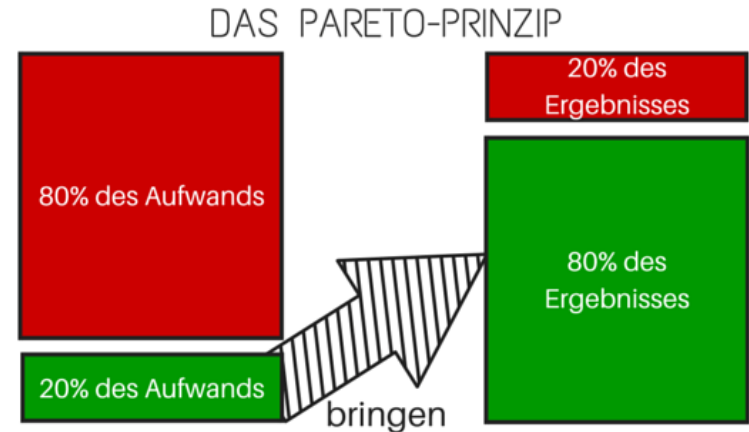 DAS PARETO-PRINZIP
80% des Aufwands
20% des Aufwands
bringen
20% des
Ergebnisses
80% des
Ergebnisses